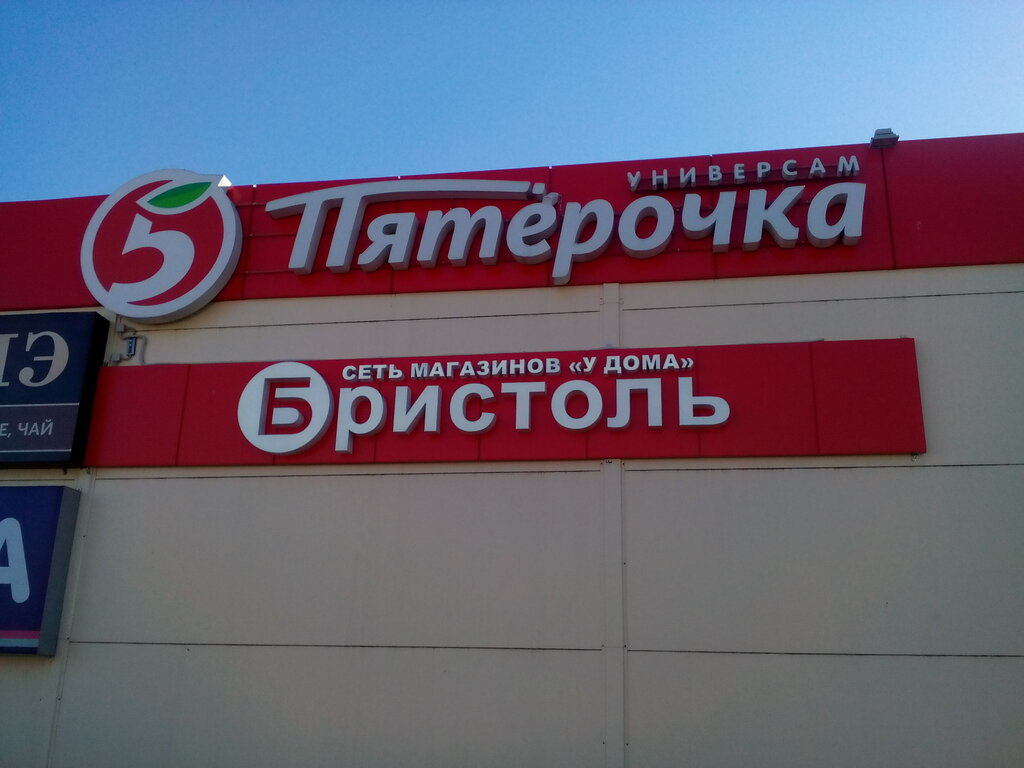 УНИВЕРСАМ
5 Пятёрочка
СЕТЬ МАГАЗИНОВ «У ДОМА»
Бристоль
ЧАЙ